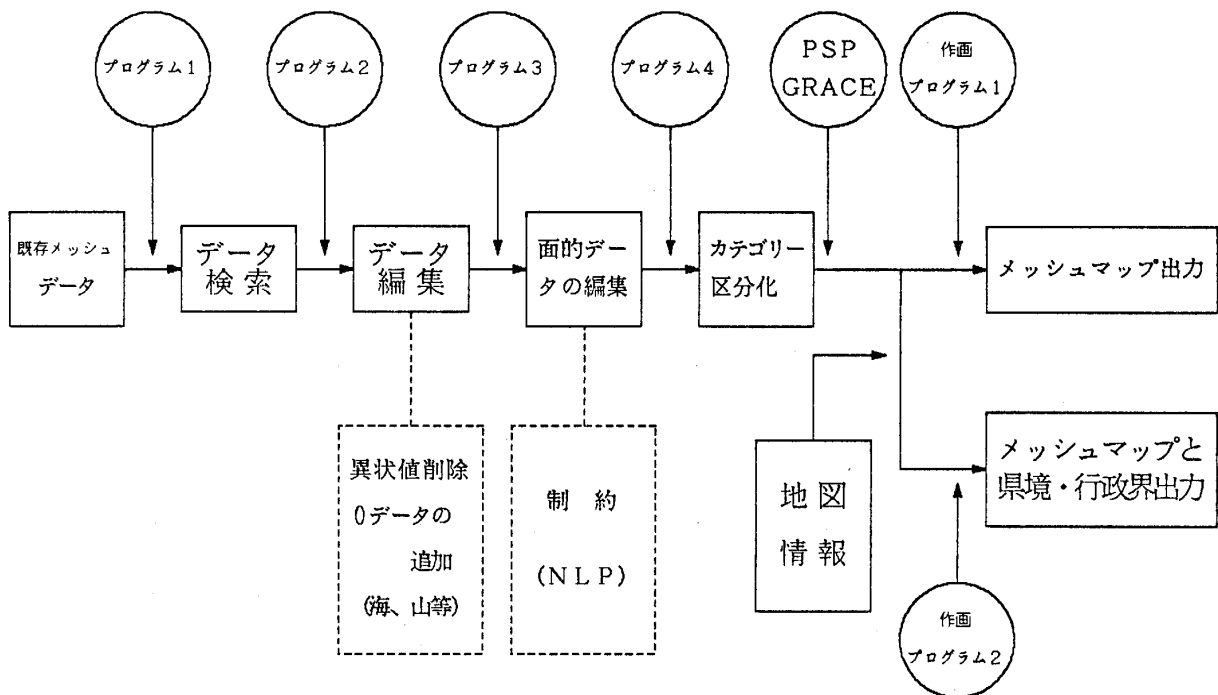 プログラム1
プログラム2
プログラム3
プログラム4
PSP
GRACE
作画
プログラム1
既存メッシュ
データ
データ
検索
データ
編集
面的デー
タの編集
カテゴリー
区分化
メッシュマップ出力
異状値削除
0データの
追加
(海、山等)
制約
(NLP)
地図
情報
メッシュマップと
県境・行政界出力
作画
プログラム2